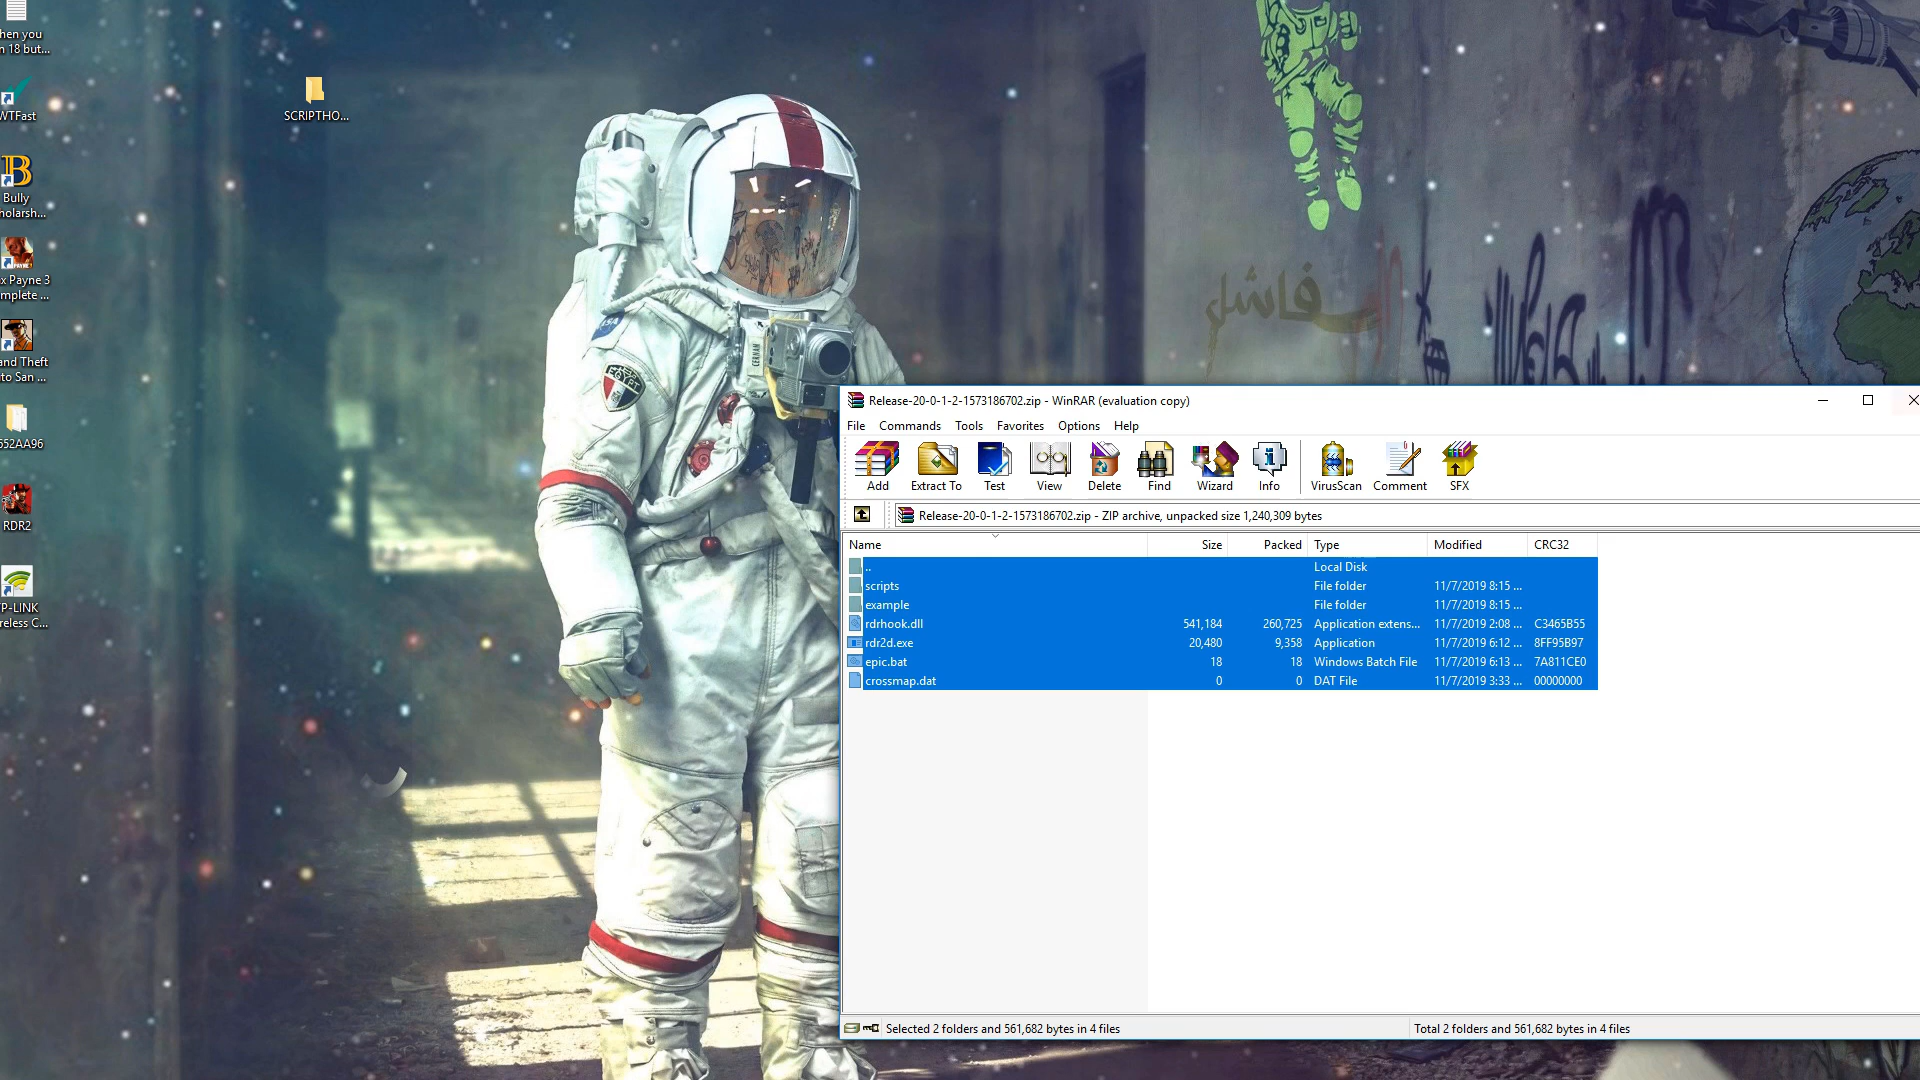 hen you
n 18 but...
WTFast
Bully
holarsh...
x Payne 3
mplete ...
and Theft
to San ...
552AA96
RDR2
P-LINK
reless C...
SCRIPTHO...
EGYPT
CERNAN
Release-20-0-1-2-1573186702.zip - WinRAR (evaluation copy)
File Commands Tools Favorites Options Help
Add Extract To Test View Delete Find Wizard Info VirusScan Comment SFX
Release-20-0-1-2-1573186702.zip - ZIP archive, unpacked size 1,240,309 bytes
Name Size Packed Type Modified CRC32
.. Local Disk
scripts File folder 11/7/2019 8:15 ...
example File folder 11/7/2019 8:15 ...
rdrhook.dll 541,184 260,725 Application extens... 11/7/2019 2:08 ... C3465B55
rdr2d.exe 20,480 9,358 Application 11/7/2019 6:12 ... 8FF95B97
epic.bat 18 18 Windows Batch File 11/7/2019 6:13 ... 7A811CE0
crossmap.dat 0 0 DAT File 11/7/2019 3:33 ... 00000000
Selected 2 folders and 561,682 bytes in 4 files Total 2 folders and 561,682 bytes in 4 files